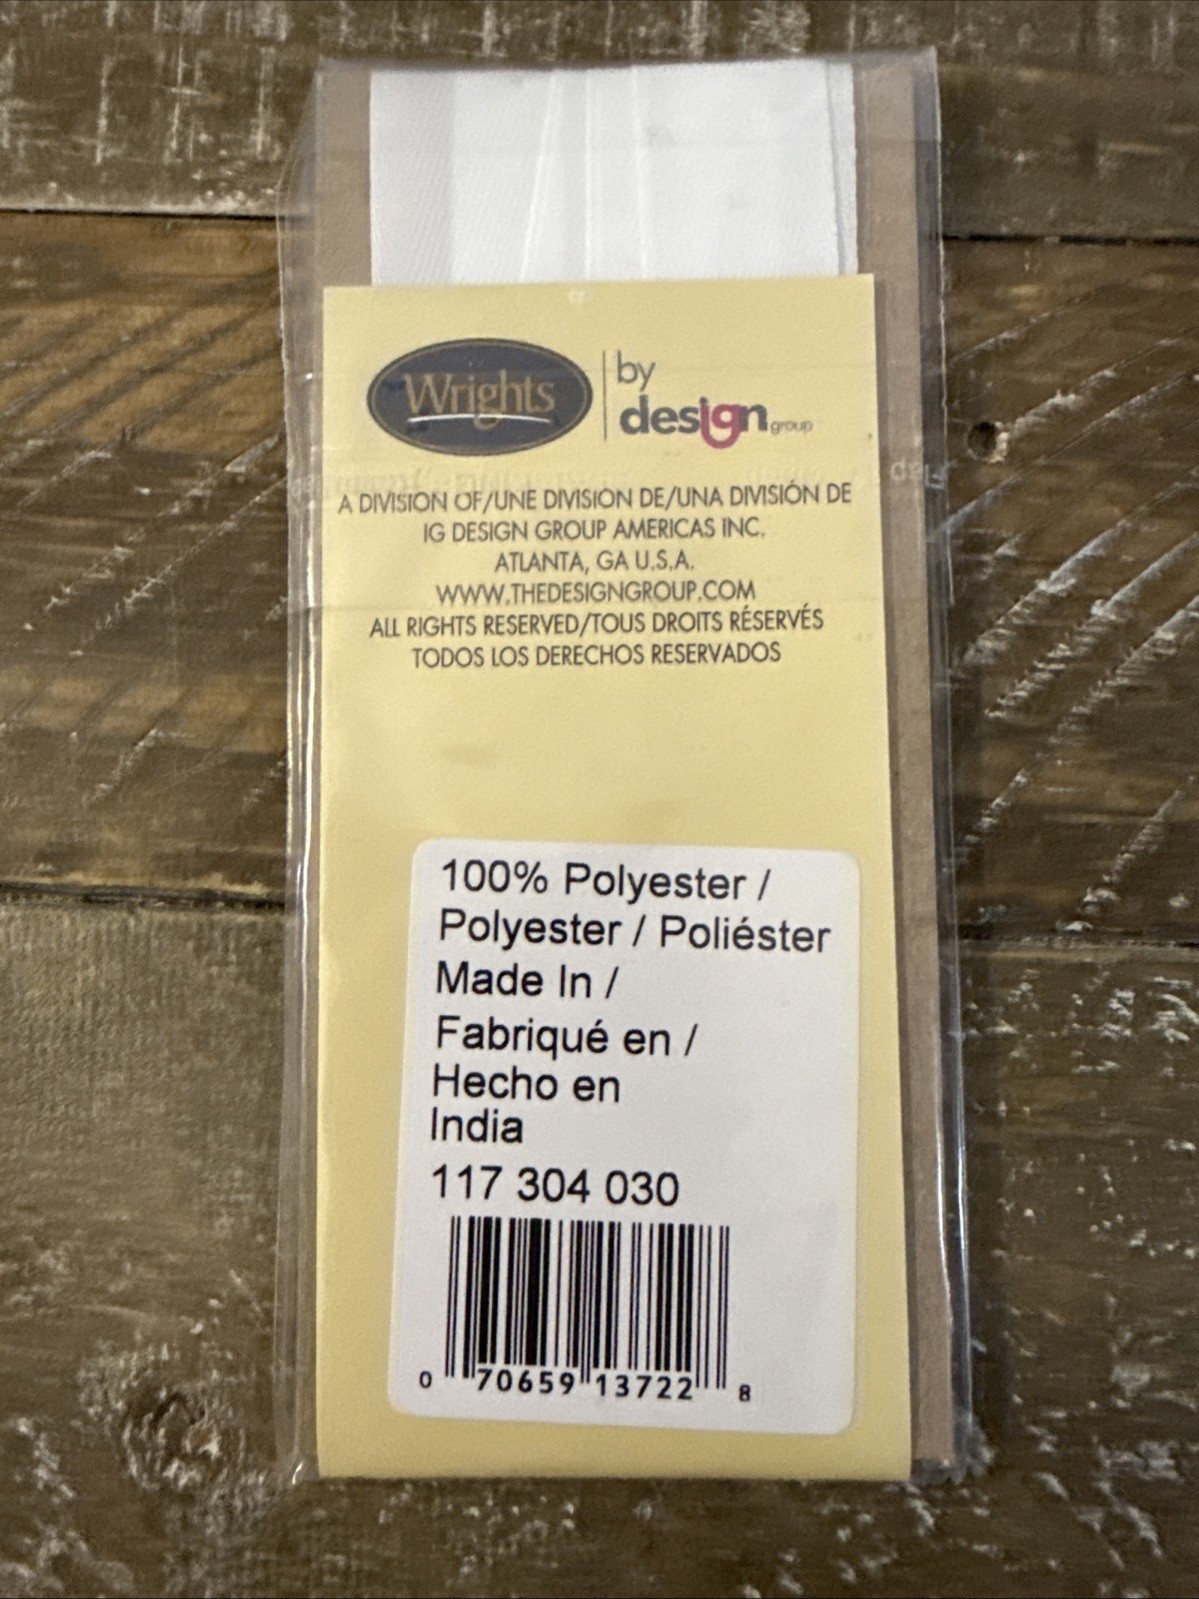 Wrights
by
design group
A DIVISION OF/UNE DIVISION DE/UNA DIVISIÓN DE
IG DESIGN GROUP AMERICAS INC.
ATLANTA, GA U.S.A.
WWW.THEDESIGNGROUP.COM
ALL RIGHTS RESERVED/TOUS DROITS RÉSERVÉS
TODOS LOS DERECHOS RESERVADOS
100% Polyester /
Polyester / Poliéster
Made In /
Fabriqué en /
Hecho en
India
117 304 030
0 70659 13722 8